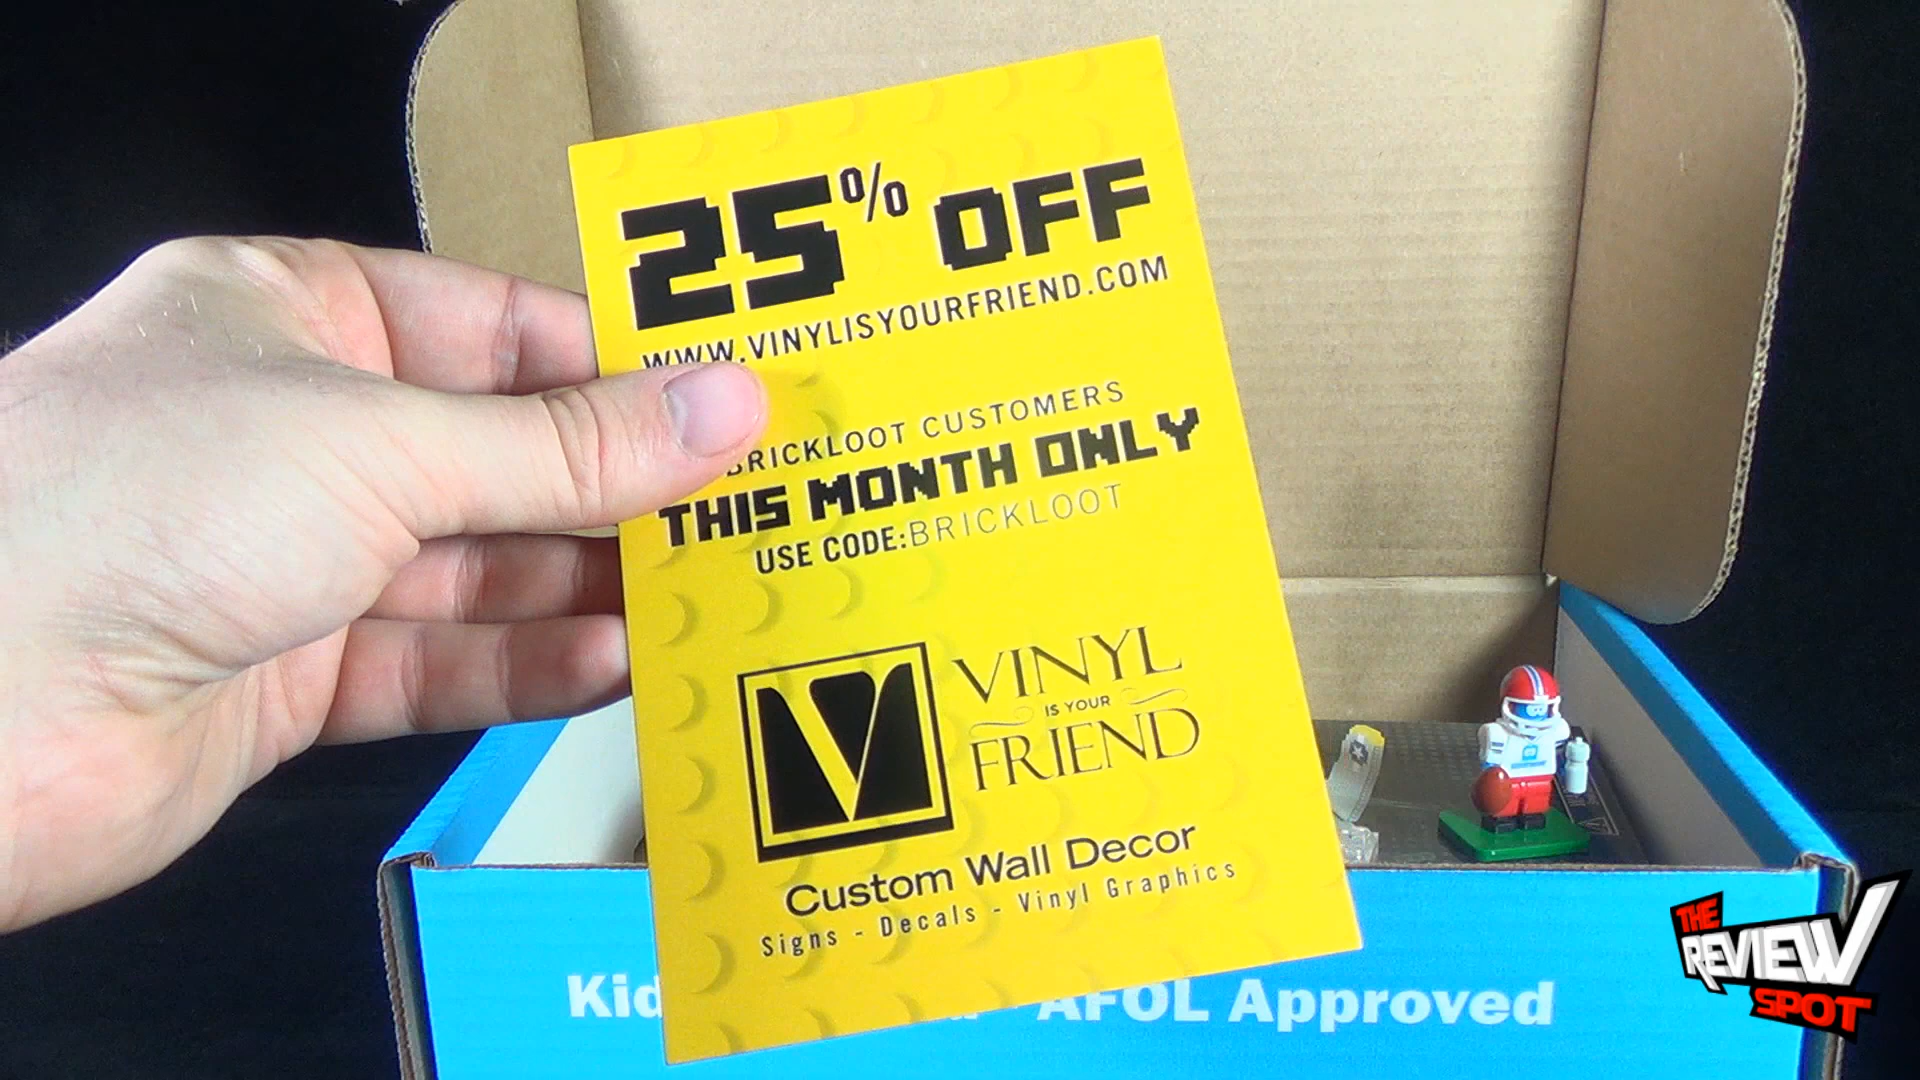 25% OFF
WWW.VINYLISYOURFRIEND.COM
BRICKLOOT CUSTOMERS
THIS MONTH ONLY
USE CODE:BRICKLOOT
VINYL
IS YOUR
FRIEND
Custom Wall Decor
Signs - Decals - Vinyl Graphics
AFOL Approved
THE
REVIEW
SPOT